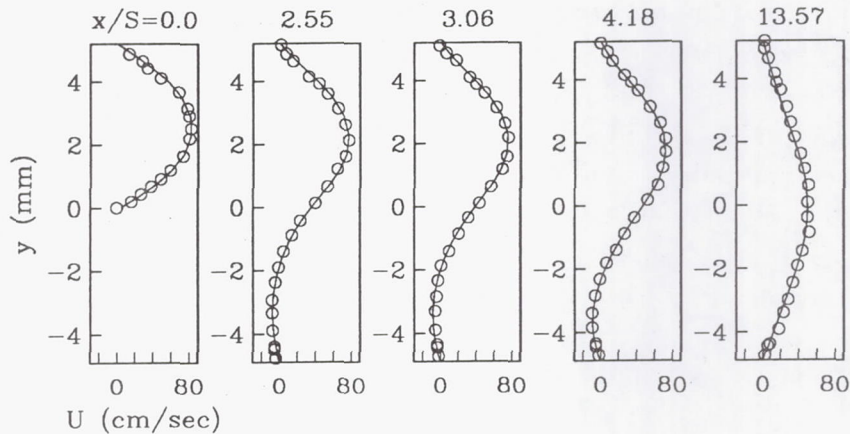 x/S=0.0 2.55 3.06 4.18 13.57
4 4 4 4 4
2 2 2 2 2
y (mm)
0 0 0 0 0
−2 −2 −2 −2 −2
−4 −4 −4 −4 −4
0 80 0 80 0 80 0 80 0 80
U (cm/sec)